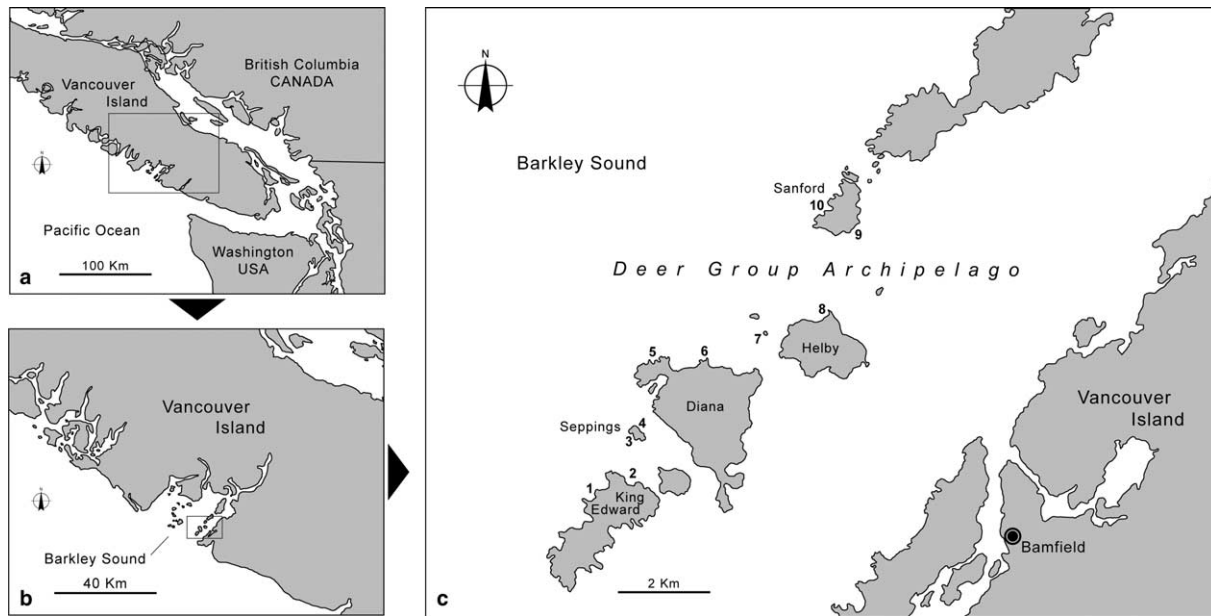 British Columbia
CANADA
Vancouver
Island
Pacific Ocean
Washington
USA
100 Km
a
Vancouver
Island
Barkley Sound
40 Km
b
N
Barkley Sound
Sanford
10
9
Deer Group Archipelago
8
7
Helby
5
6
Diana
Seppings
4
3
Vancouver
Island
2
1
King
Edward
Bamfield
2 Km
c